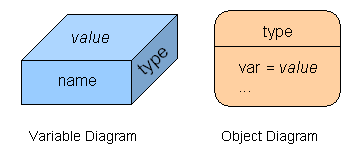 value
name
type
type
var = value
...
Variable Diagram
Object Diagram